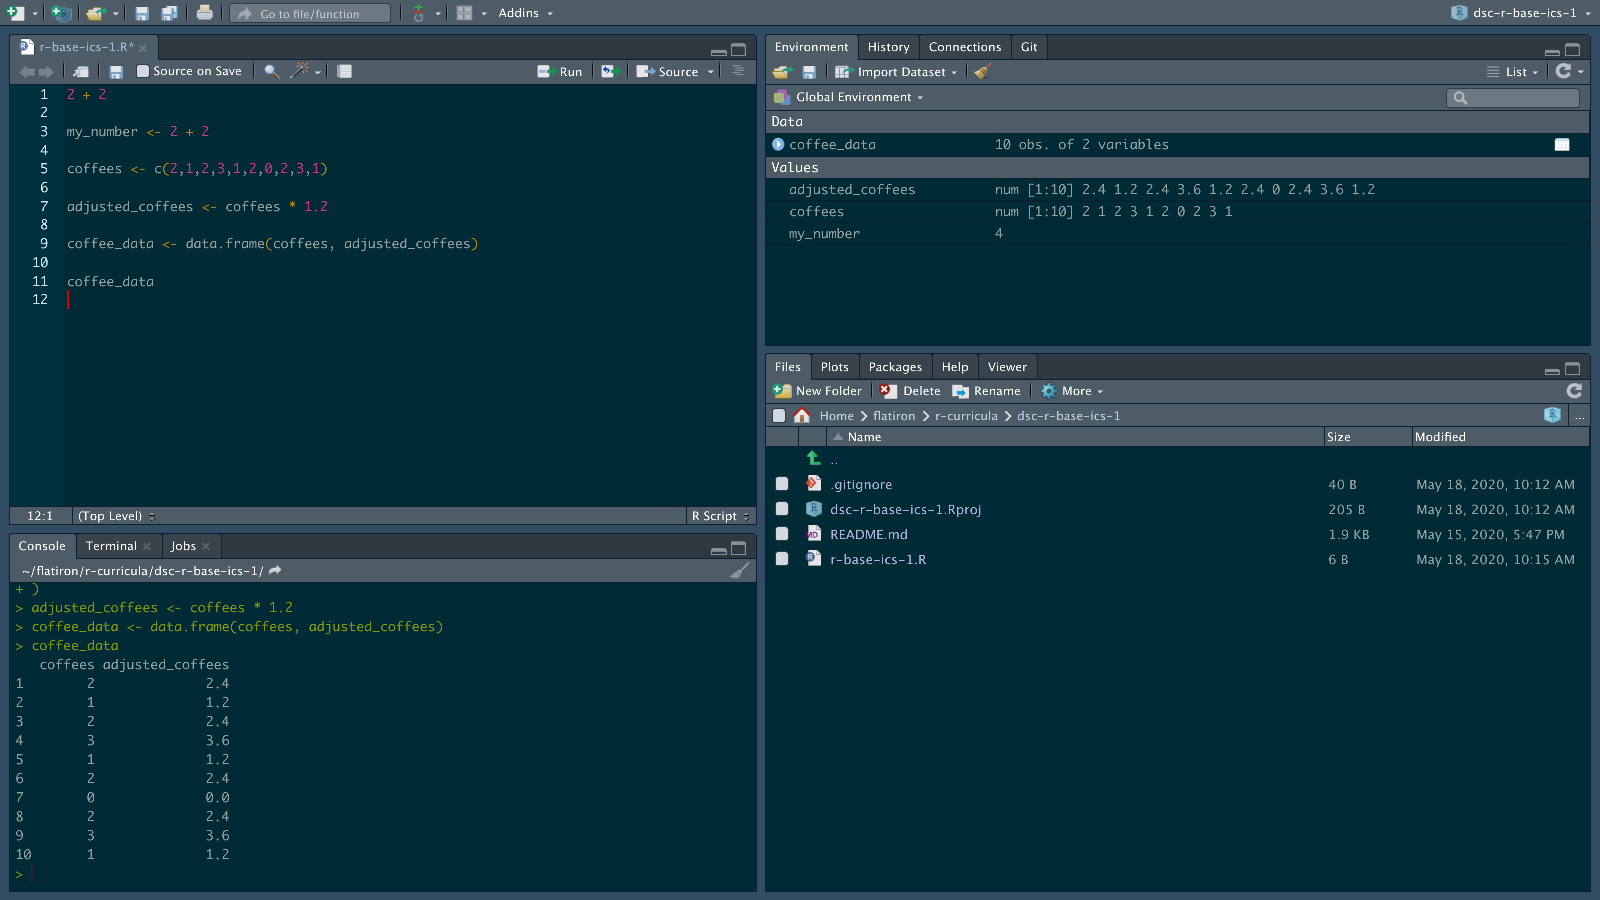 Go to file/function
Addins
dsc-r-base-ics-1
r-base-ics-1.R*
Source on Save
Run
Source
1 2 + 2
2
3 my_number <- 2 + 2
4
5 coffees <- c(2,1,2,3,1,2,0,2,3,1)
6
7 adjusted_coffees <- coffees * 1.2
8
9 coffee_data <- data.frame(coffees, adjusted_coffees)
10
11 coffee_data
12
12:1 (Top Level) R Script
Console Terminal Jobs
~/flatiron/r-curricula/dsc-r-base-ics-1/
+ )
> adjusted_coffees <- coffees * 1.2
> coffee_data <- data.frame(coffees, adjusted_coffees)
> coffee_data
coffees adjusted_coffees
1 2 2.4
2 1 1.2
3 2 2.4
4 3 3.6
5 1 1.2
6 2 2.4
7 0 0.0
8 2 2.4
9 3 3.6
10 1 1.2
>
Environment History Connections Git
Import Dataset List
Global Environment
Data
coffee_data 10 obs. of 2 variables
Values
adjusted_coffees num [1:10] 2.4 1.2 2.4 3.6 1.2 2.4 0 2.4 3.6 1.2
coffees num [1:10] 2 1 2 3 1 2 0 2 3 1
my_number 4
Files Plots Packages Help Viewer
New Folder Delete Rename More
Home > flatiron > r-curricula > dsc-r-base-ics-1 ...
Name Size Modified
..
.gitignore 40 B May 18, 2020, 10:12 AM
dsc-r-base-ics-1.Rproj 205 B May 18, 2020, 10:12 AM
README.md 1.9 KB May 15, 2020, 5:47 PM
r-base-ics-1.R 6 B May 18, 2020, 10:15 AM